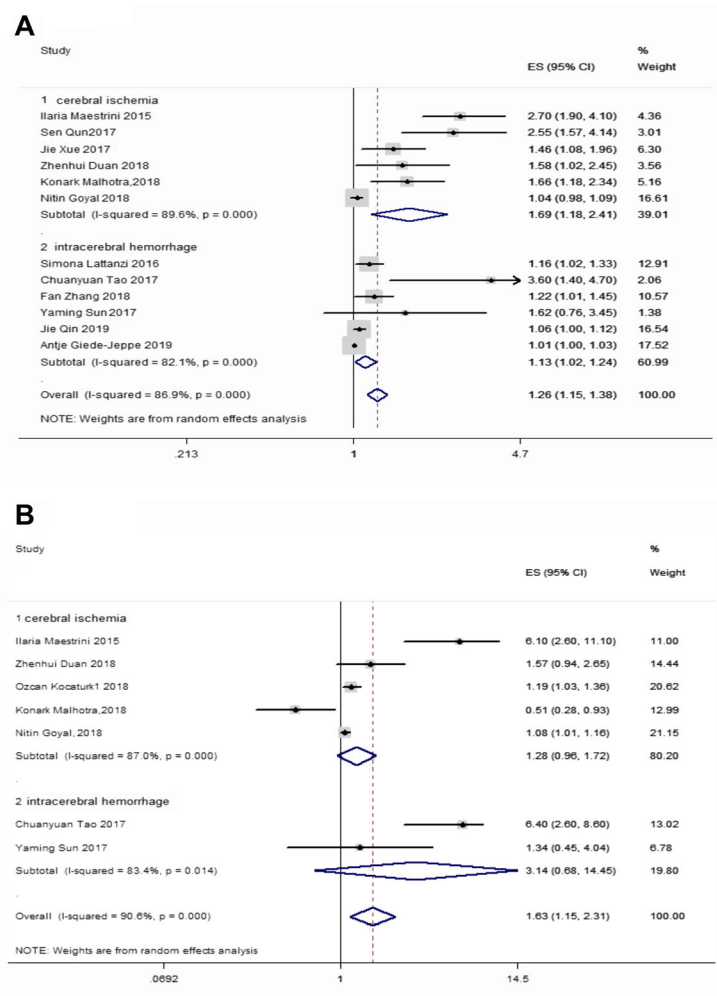 A
Study % 
ES (95% CI) Weight
1 cerebral ischemia
Ilaria Maestrini 2015 2.70 (1.90, 4.10) 4.36
Sen Qun2017 2.55 (1.57, 4.14) 3.01
Jie Xue 2017 1.46 (1.08, 1.96) 6.30
Zhenhui Duan 2018 1.58 (1.02, 2.45) 3.56
Konark Malhotra,2018 1.66 (1.18, 2.34) 5.16
Nitin Goyal 2018 1.04 (0.98, 1.09) 16.61
Subtotal (I-squared = 89.6%, p = 0.000) 1.69 (1.18, 2.41) 39.01
.
2 intracerebral hemorrhage
Simona Lattanzi 2016 1.16 (1.02, 1.33) 12.91
Chuanyuan Tao 2017 3.60 (1.40, 4.70) 2.06
Fan Zhang 2018 1.22 (1.01, 1.45) 10.57
Yaming Sun 2017 1.62 (0.76, 3.45) 1.38
Jie Qin 2019 1.06 (1.00, 1.12) 16.54
Antje Giede-Jeppe 2019 1.01 (1.00, 1.03) 17.52
Subtotal (I-squared = 82.1%, p = 0.000) 1.13 (1.02, 1.24) 60.99
.
Overall (I-squared = 86.9%, p = 0.000) 1.26 (1.15, 1.38) 100.00
NOTE: Weights are from random effects analysis
.213 1 4.7
B
Study %
ES (95% CI) Weight
1 cerebral ischemia
Ilaria Maestrini 2015 6.10 (2.60, 11.10) 11.00
Zhenhui Duan 2018 1.57 (0.94, 2.65) 14.44
Ozcan Kocaturk1 2018 1.19 (1.03, 1.36) 20.62
Konark Malhotra,2018 0.51 (0.28, 0.93) 12.99
Nitin Goyal, 2018 1.08 (1.01, 1.16) 21.15
Subtotal (I-squared = 87.0%, p = 0.000) 1.28 (0.96, 1.72) 80.20
.
2 intracerebral hemorrhage
Chuanyuan Tao 2017 6.40 (2.60, 8.60) 13.02
Yaming Sun 2017 1.34 (0.45, 4.04) 6.78
Subtotal (I-squared = 83.4%, p = 0.014) 3.14 (0.68, 14.45) 19.80
.
Overall (I-squared = 90.6%, p = 0.000) 1.63 (1.15, 2.31) 100.00
NOTE: Weights are from random effects analysis
.0692 1 14.5